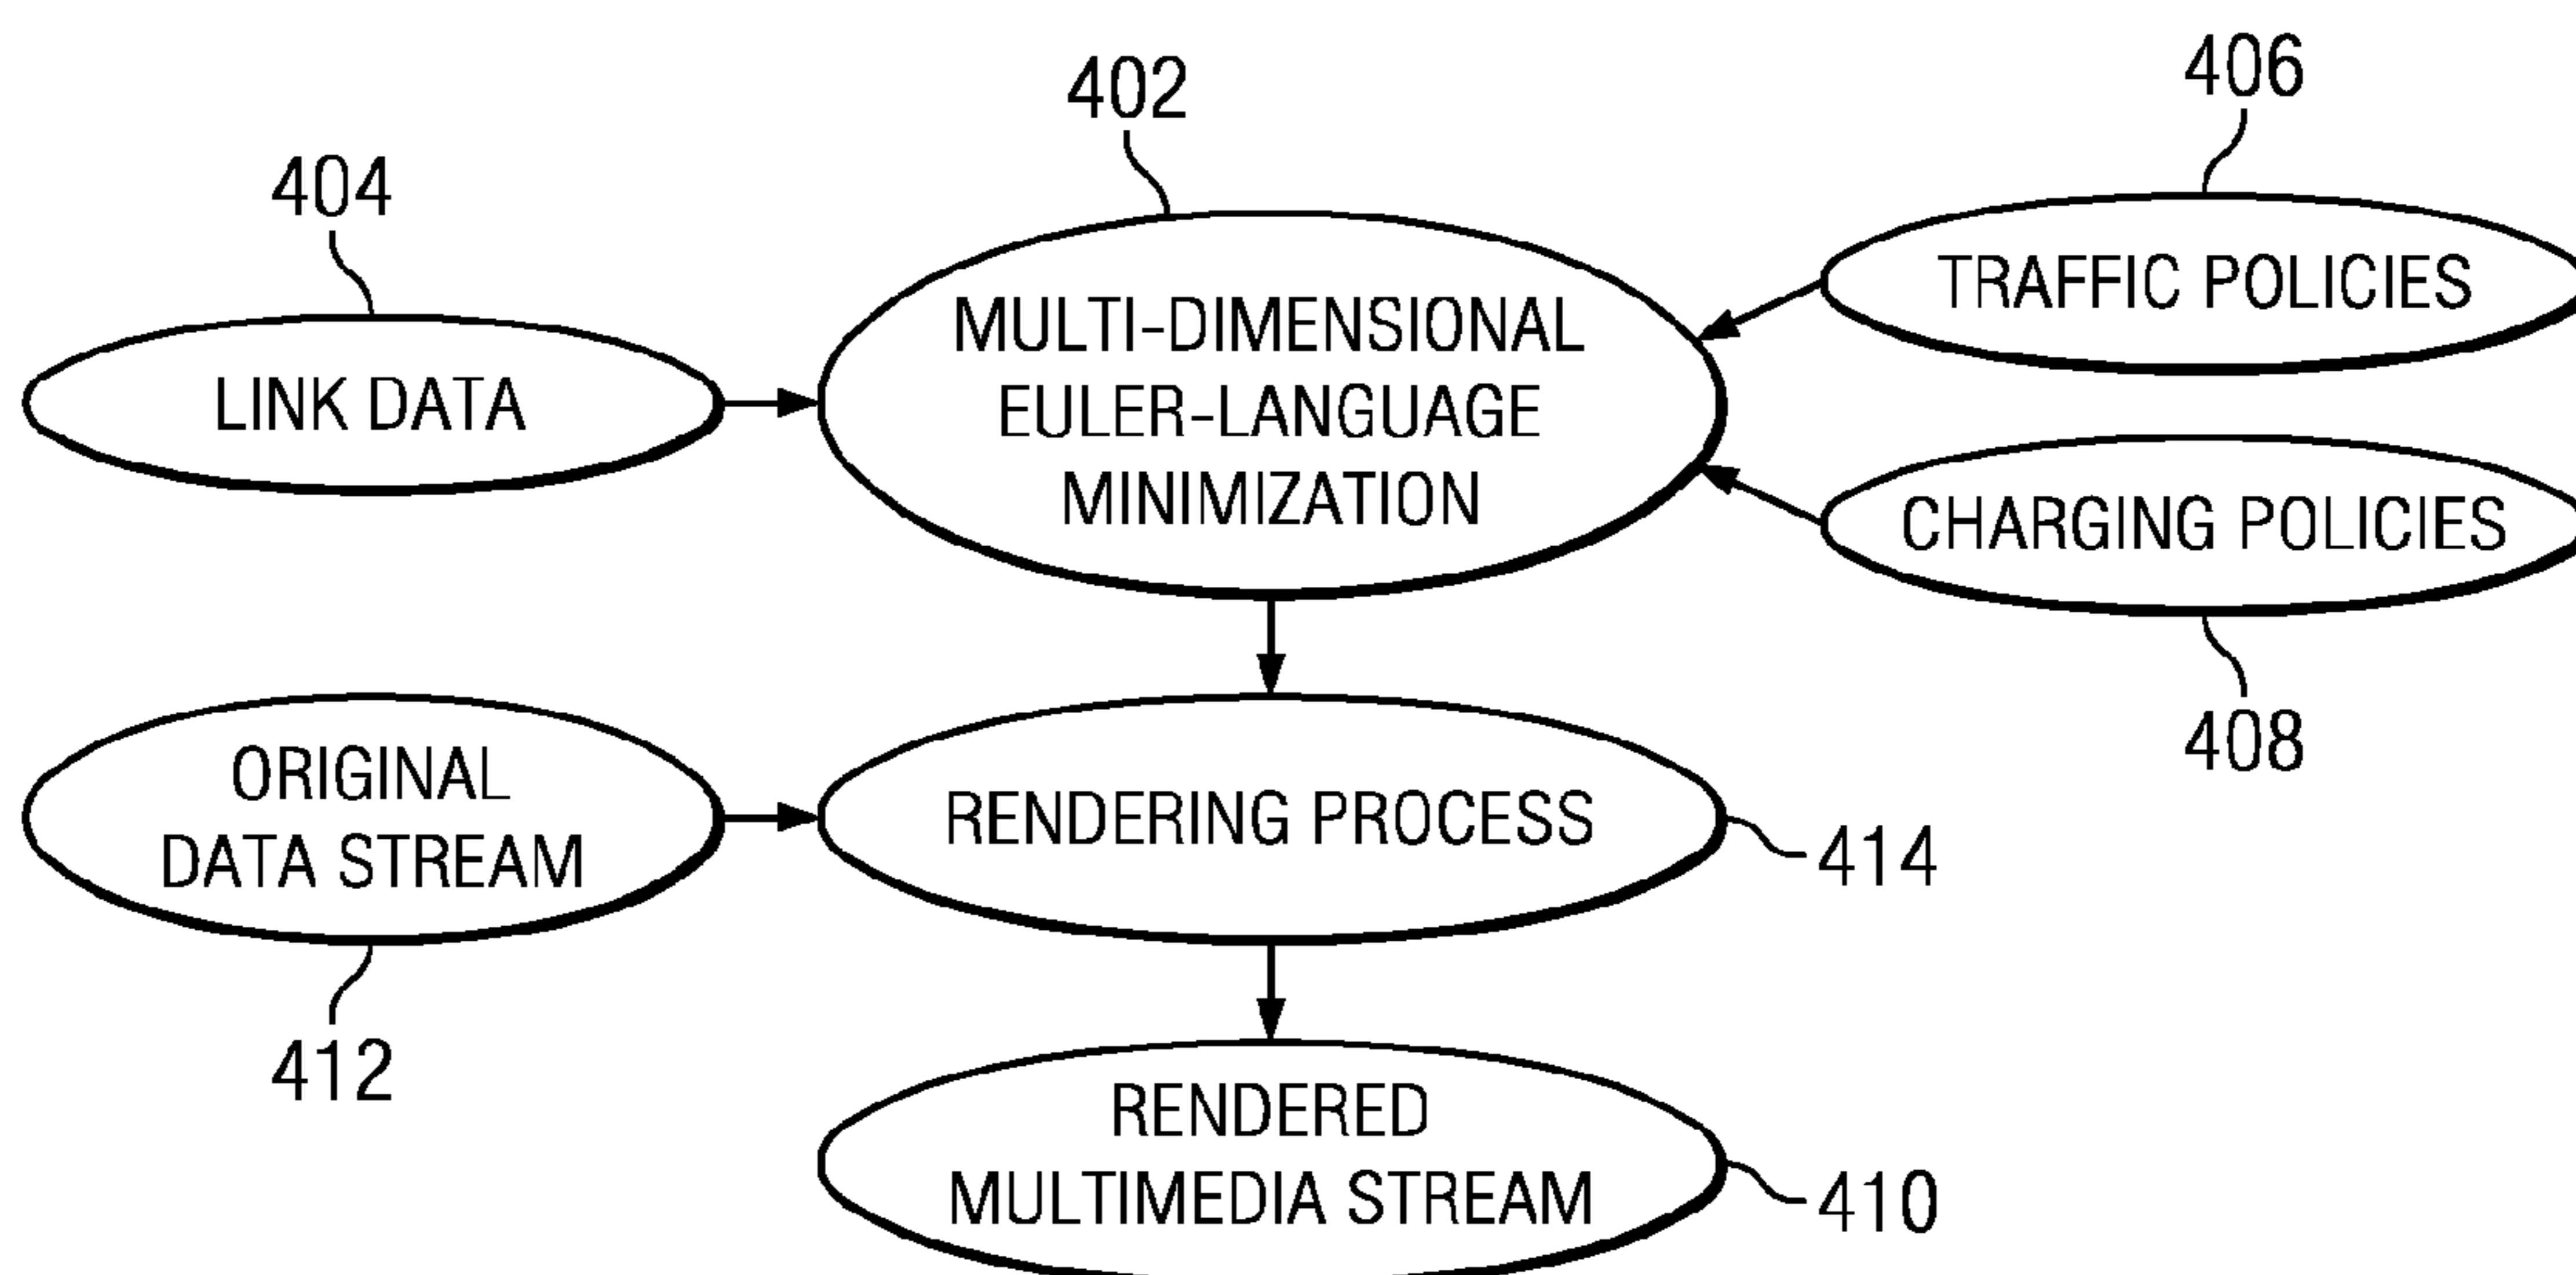 402
406
404
MULTI-DIMENSIONAL
EULER-LANGUAGE
MINIMIZATION
TRAFFIC POLICIES
LINK DATA
CHARGING POLICIES
408
ORIGINAL
DATA STREAM
RENDERING PROCESS
414
412
RENDERED
MULTIMEDIA STREAM
410